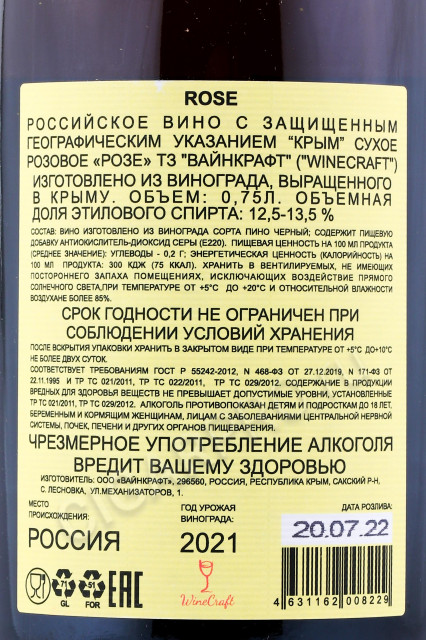 ROSE
РОССИЙСКОЕ ВИНО С ЗАЩИЩЕННЫМ
ГЕОГРАФИЧЕСКИМ УКАЗАНИЕМ "КРЫМ" СУХОЕ
РОЗОВОЕ «РОЗЕ» ТЗ "ВАЙНКРАФТ" ("WINECRAFT")
ИЗГОТОВЛЕНО ИЗ ВИНОГРАДА, ВЫРАЩЕННОГО
В КРЫМУ. ОБЪЕМ: 0,75Л. ОБЪЕМНАЯ
ДОЛЯ ЭТИЛОВОГО СПИРТА: 12,5-13,5 %
СОСТАВ: ВИНО ИЗГОТОВЛЕНО ИЗ ВИНОГРАДА СОРТА ПИНО ЧЕРНЫЙ; СОДЕРЖИТ ПИЩЕВУЮ
ДОБАВКУ АНТИОКИСЛИТЕЛЬ-ДИОКСИД СЕРЫ (Е220). ПИЩЕВАЯ ЦЕННОСТЬ НА 100 МЛ ПРОДУКТА
(СРЕДНЕЕ ЗНАЧЕНИЕ): УГЛЕВОДЫ - 0,2 Г; ЭНЕРГЕТИЧЕСКАЯ ЦЕННОСТЬ (КАЛОРИЙНОСТЬ) НА
100 МЛ ПРОДУКТА: 300 КДЖ (75 ККАЛ). ХРАНИТЬ В ВЕНТИЛИРУЕМЫХ, НЕ ИМЕЮЩИХ
ПОСТОРОННЕГО ЗАПАХА ПОМЕЩЕНИЯХ, ИСКЛЮЧАЮЩИХ ВОЗДЕЙСТВИЕ ПРЯМОГО
СОЛНЕЧНОГО СВЕТА,ПРИ ТЕМПЕРАТУРЕ ОТ +5°С ДО +20°С И ОТНОСИТЕЛЬНОЙ ВЛАЖНОСТИ
ВОЗДУХАНЕ БОЛЕЕ 85%.
СРОК ГОДНОСТИ НЕ ОГРАНИЧЕН ПРИ
СОБЛЮДЕНИИ УСЛОВИЙ ХРАНЕНИЯ
ПОСЛЕ ВСКРЫТИЯ УПАКОВКИ ХРАНИТЬ В ЗАКРЫТОМ ВИДЕ ПРИ ТЕМПЕРАТУРЕ ОТ +5°С ДО+10°С
НЕ БОЛЕЕ ДВУХ СУТОК.
СООТВЕТСТВУЕТ ТРЕБОВАНИЯМ ГОСТ Р 55242-2012, N 468-ФЗ ОТ 27.12.2019, N 171-ФЗ ОТ
22.11.1995 И ТР ТС 021/2011, ТР ТС 022/2011, ТР ТС 029/2012. СОДЕРЖАНИЕ В ПРОДУКЦИИ
ВРЕДНЫХ ДЛЯ ЗДОРОВЬЯ ВЕЩЕСТВ НЕ ПРЕВЫШАЕТ ДОПУСТИМЫЕ УРОВНИ, УСТАНОВЛЕННЫЕ
ТР ТС 021/2011, ТР ТС 029/2012. АЛКОГОЛЬ ПРОТИВОПОКАЗАН ДЕТЯМ И ПОДРОСТКАМ ДО 18 ЛЕТ,
БЕРЕМЕННЫМ И КОРМЯЩИМ ЖЕНЩИНАМ, ЛИЦАМ С ЗАБОЛЕВАНИЯМИ ЦЕНТРАЛЬНОЙ НЕРВНОЙ
СИСТЕМЫ, ПОЧЕК, ПЕЧЕНИ И ДРУГИХ ОРГАНОВ ПИЩЕВАРЕНИЯ.
ЧРЕЗМЕРНОЕ УПОТРЕБЛЕНИЕ АЛКОГОЛЯ
ВРЕДИТ ВАШЕМУ ЗДОРОВЬЮ
ИЗГОТОВИТЕЛЬ: ООО «ВАЙНКРАФТ», 296560, РОССИЯ, РЕСПУБЛИКА КРЫМ, САКСКИЙ Р-Н.
С. ЛЕСНОВКА, УЛ.МЕХАНИЗАТОРОВ, 1.
МЕСТО
ПРОИСХОЖДЕНИЯ:
РОССИЯ
ГОД УРОЖАЯ
ВИНОГРАДА:
2021
ДАТА РОЗЛИВА:
20.07.22
71
GL
51
FOR
EAC
WineCraft
4 631162 008229